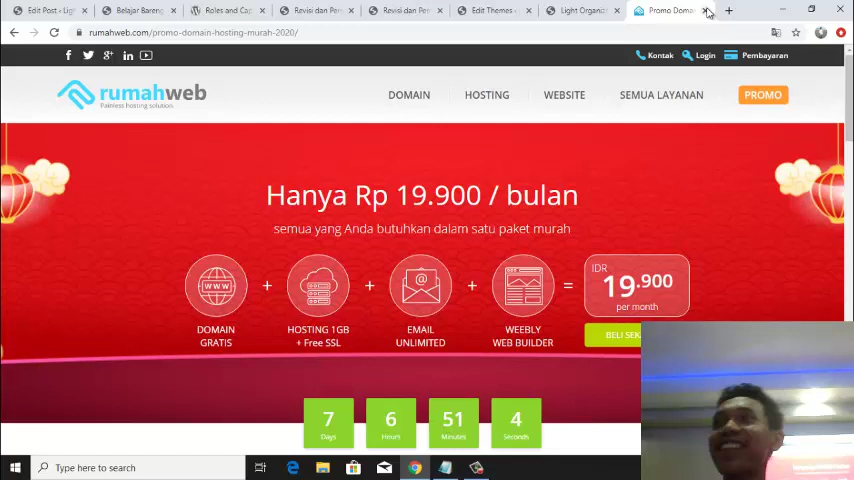 Edit Post ‹ Ligh
Belajar Bareng
Roles and Cap
Revisi dan Per
Revisi dan Per
Edit Themes ‹
Light Organiz
Promo Doma
rumahweb.com/promo-domain-hosting-murah-2020/
Kontak
Login
Pembayaran
rumahweb
Painless hosting solution
DOMAIN
HOSTING
WEBSITE
SEMUA LAYANAN
PROMO
Hanya Rp 19.900 / bulan
semua yang Anda butuhkan dalam satu paket murah
WWW
+
+
@
+
=
IDR
19.900
per month
DOMAIN
GRATIS
HOSTING 1GB
+ Free SSL
EMAIL
UNLIMITED
WEEBLY
WEB BUILDER
BELI SEK
7
Days
6
Hours
51
Minutes
4
Seconds
Type here to search